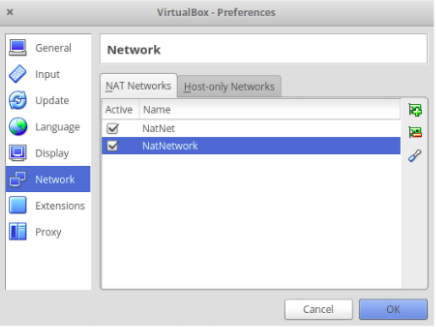 VirtualBox - Preferences
General
Input
Update
Language
Display
Network
Extensions
Proxy
Network
NAT Networks Host-only Networks
Active Name
NatNet
NatNetwork
Cancel OK